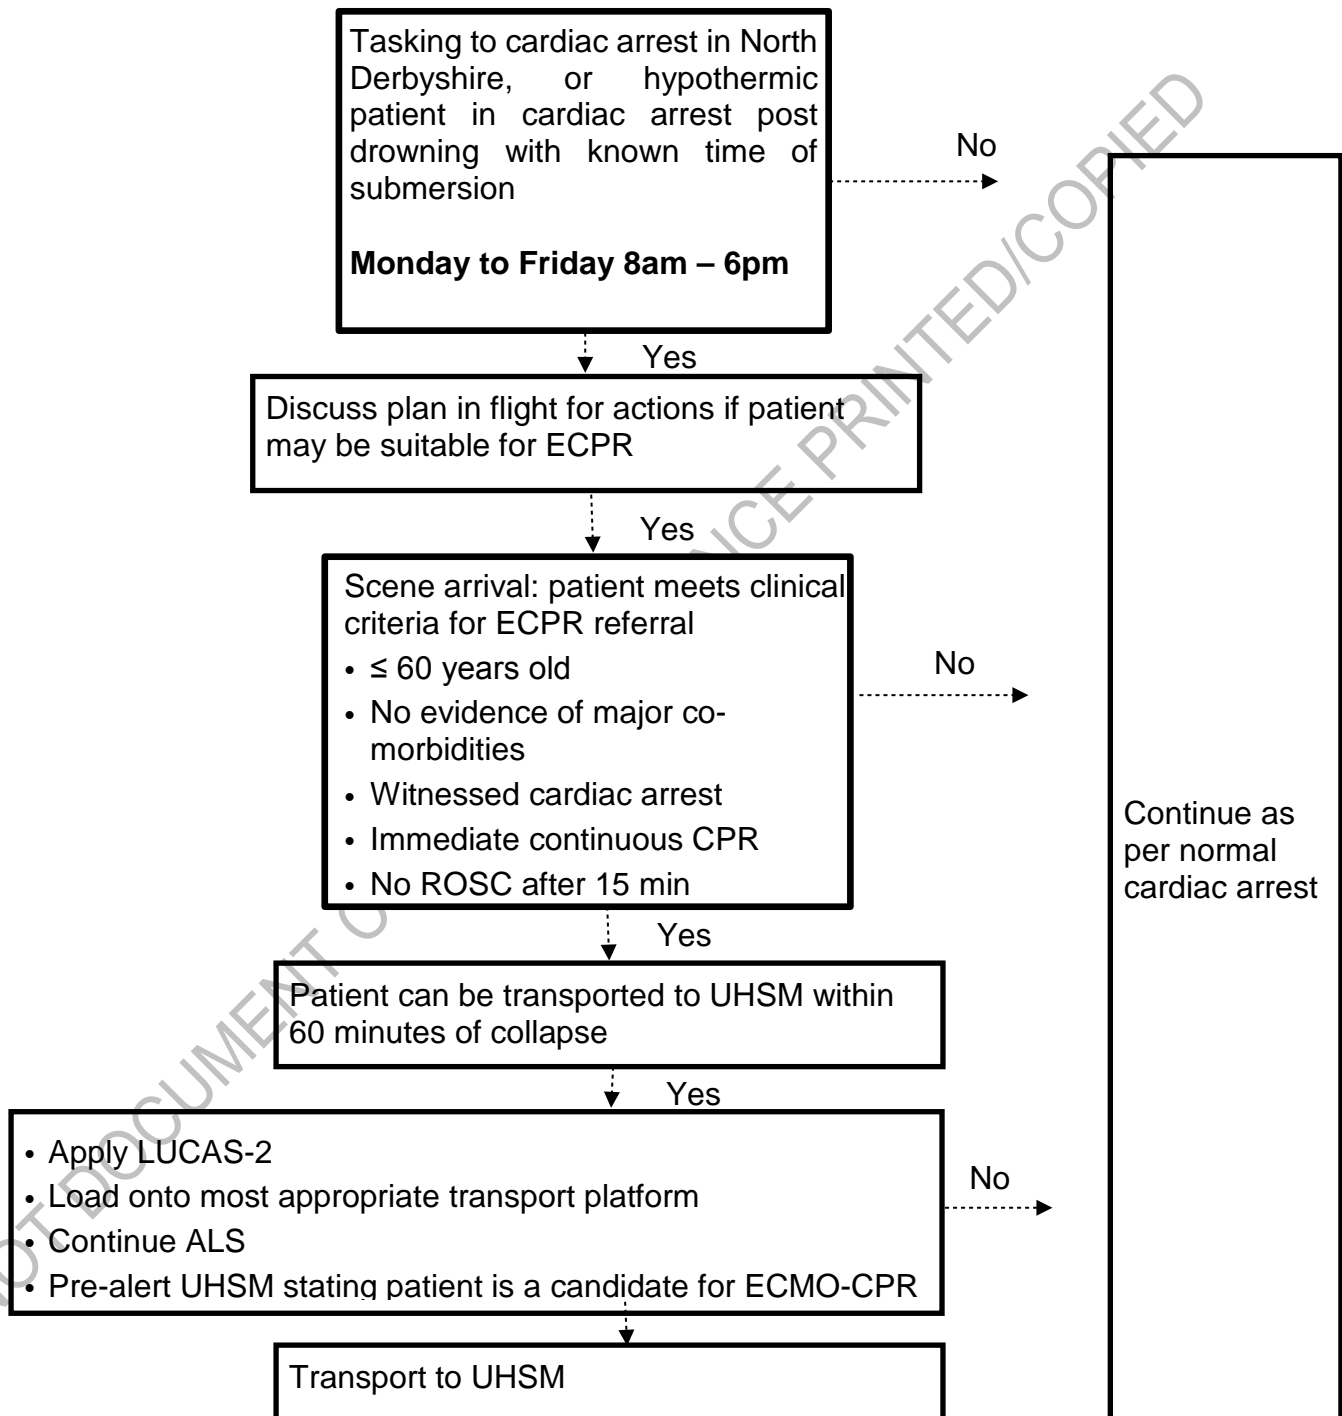 Tasking to cardiac arrest in North
Derbyshire, or hypothermic
patient in cardiac arrest post
drowning with known time of
submersion
Monday to Friday 8am – 6pm
No
Yes
Discuss plan in flight for actions if patient
may be suitable for ECPR
Yes
Scene arrival: patient meets clinical
criteria for ECPR referral
• ≤ 60 years old
• No evidence of major co-
morbidities
• Witnessed cardiac arrest
• Immediate continuous CPR
• No ROSC after 15 min
No
Continue as
per normal
cardiac arrest
Yes
Patient can be transported to UHSM within
60 minutes of collapse
Yes
• Apply LUCAS-2
• Load onto most appropriate transport platform
• Continue ALS
• Pre-alert UHSM stating patient is a candidate for ECMO-CPR
No
Transport to UHSM
DOCUMENT PRINTED/COPIED